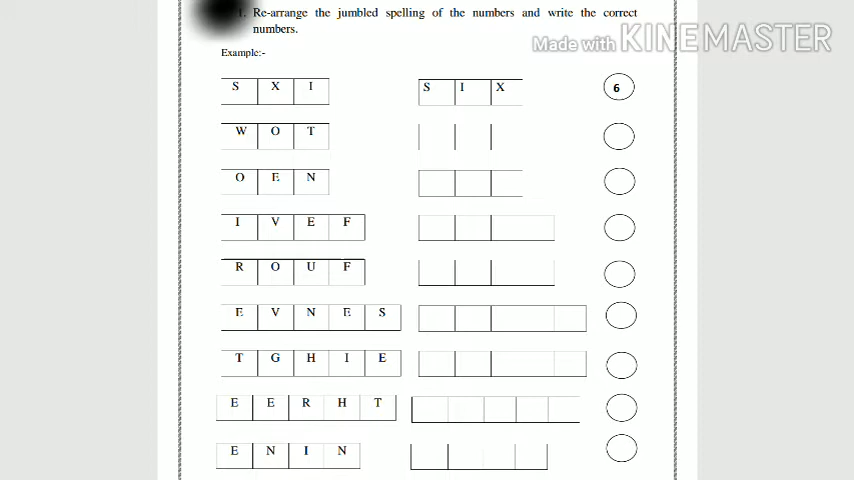 1. Re-arrange the jumbled spelling of the numbers and write the correct
numbers.
Made with KINEMASTER
Example:-
S X I S I X 6
W O T
O E N
I V E F
R O U F
E V N E S
T G H I E
E E R H T
E N I N